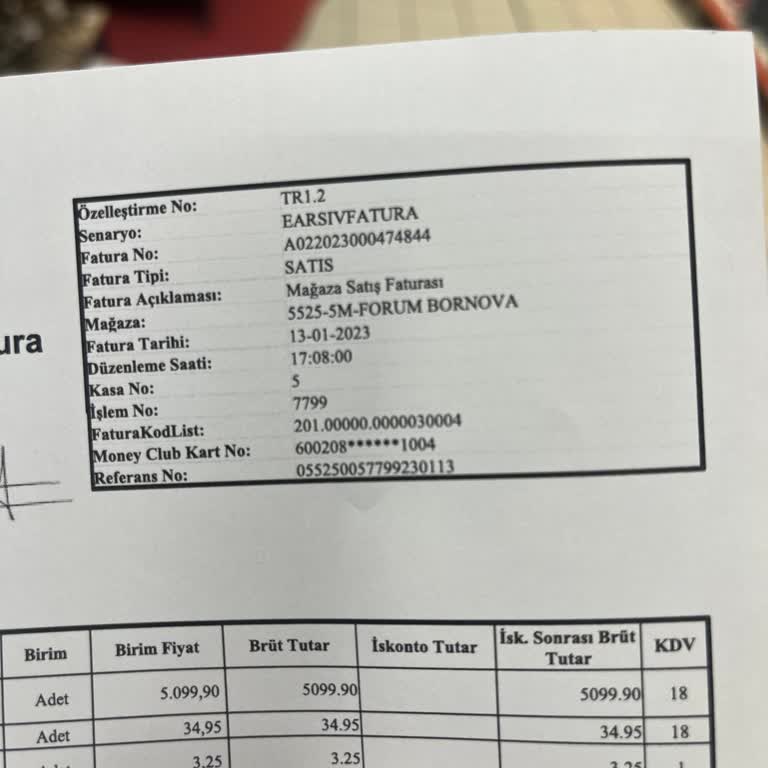 Özelleştirme No: TR1.2
Senaryo: EARSIVFATURA
Fatura No: A022023000474844
Fatura Tipi: SATIS
Fatura Açıklaması: Mağaza Satış Faturası
Mağaza: 5525-5M-FORUM BORNOVA
Fatura Tarihi: 13-01-2023
Düzenleme Saati: 17:08:00
Kasa No: 5
İşlem No: 7799
FaturaKodList: 201.00000.0000030004
Money Club Kart No: 600208******1004
Referans No: 055250057799230113
ura
Birim Birim Fiyat Brüt Tutar İskonto Tutar İsk. Sonrası Brüt Tutar KDV
Adet 5.099,90 5099.90 5099.90 18
Adet 34,95 34.95 34.95 18
3,25 3.25